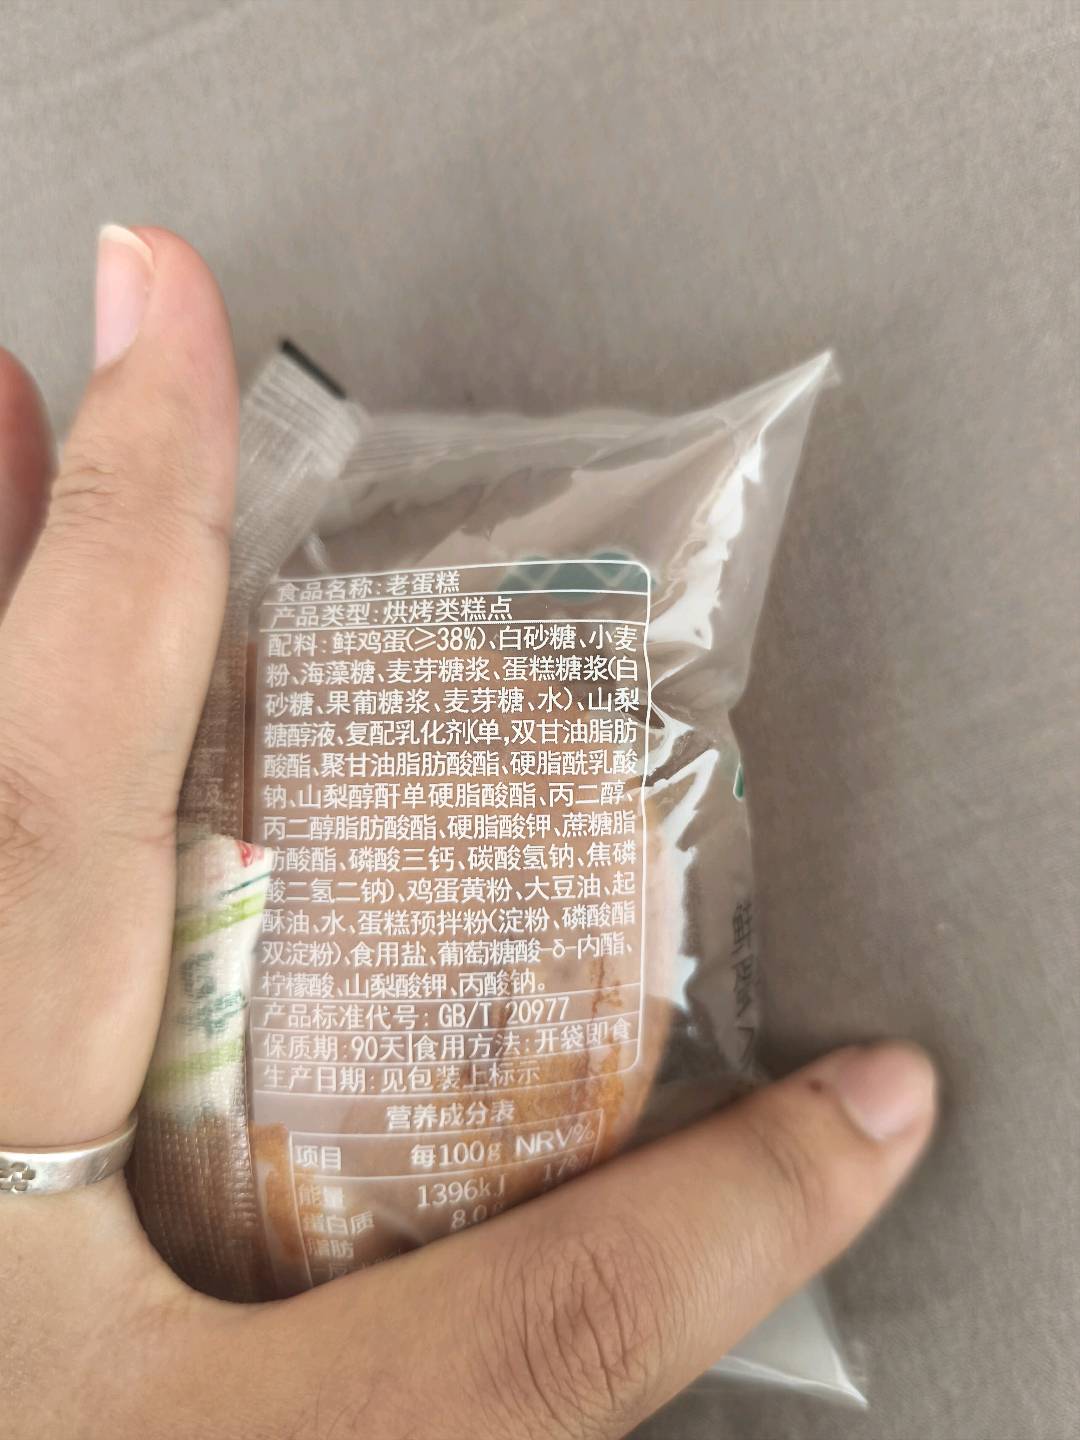 食品名称:老蛋糕
产品类型:烘烤类糕点
配料:鲜鸡蛋(≥38%)、白砂糖、小麦
粉、海藻糖、麦芽糖浆、蛋糕糖浆(白
砂糖、果葡糖浆、麦芽糖、水)、山梨
糖醇液、复配乳化剂(单,双甘油脂肪
酸酯、聚甘油脂肪酸酯、硬脂酰乳酸
钠、山梨醇酐单硬脂酸酯、丙二醇、
丙二醇脂肪酸酯、硬脂酸钾、蔗糖脂
肪酸酯、磷酸三钙、碳酸氢钠、焦磷
酸二氢二钠)、鸡蛋黄粉、大豆油、起
酥油、水、蛋糕预拌粉(淀粉、磷酸酯
双淀粉)、食用盐、葡萄糖酸-δ-内酯、
柠檬酸、山梨酸钾、丙酸钠。
产品标准代号:GB/T 20977
保质期:90天 食用方法:开袋即食
生产日期:见包装上标示
营养成分表
项目 每100g NRV%
能量 1396kJ 17%
蛋白质 8.0
脂肪